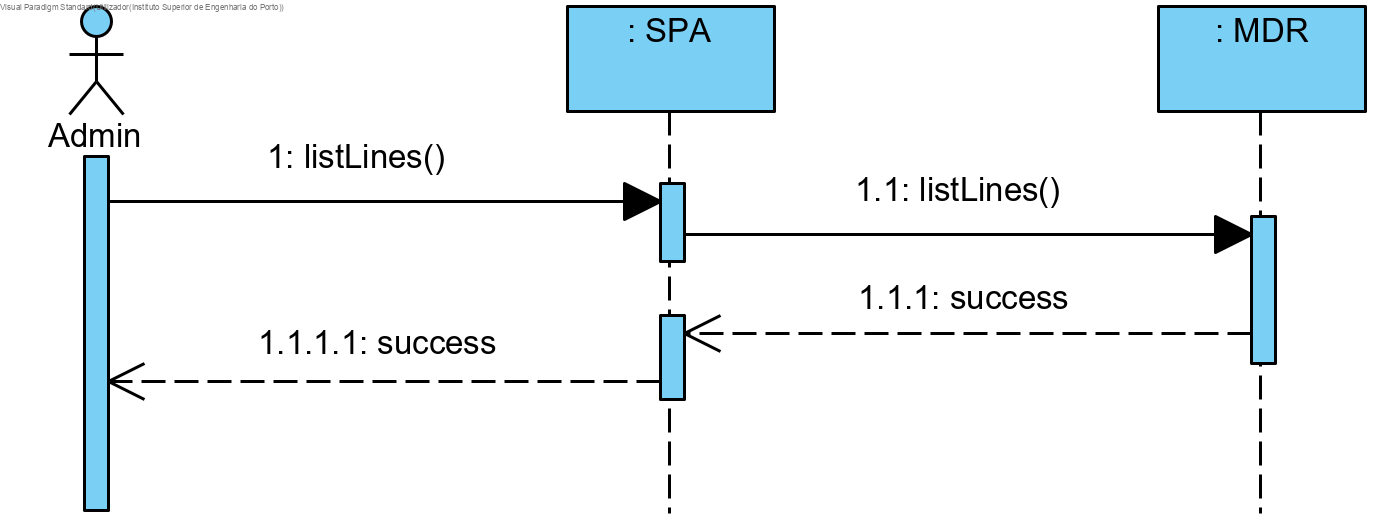 Visual Paradigm Standard(Utilizador(Instituto Superior de Engenharia do Porto))
: SPA
: MDR
Admin
1: listLines()
1.1: listLines()
1.1.1: success
1.1.1.1: success